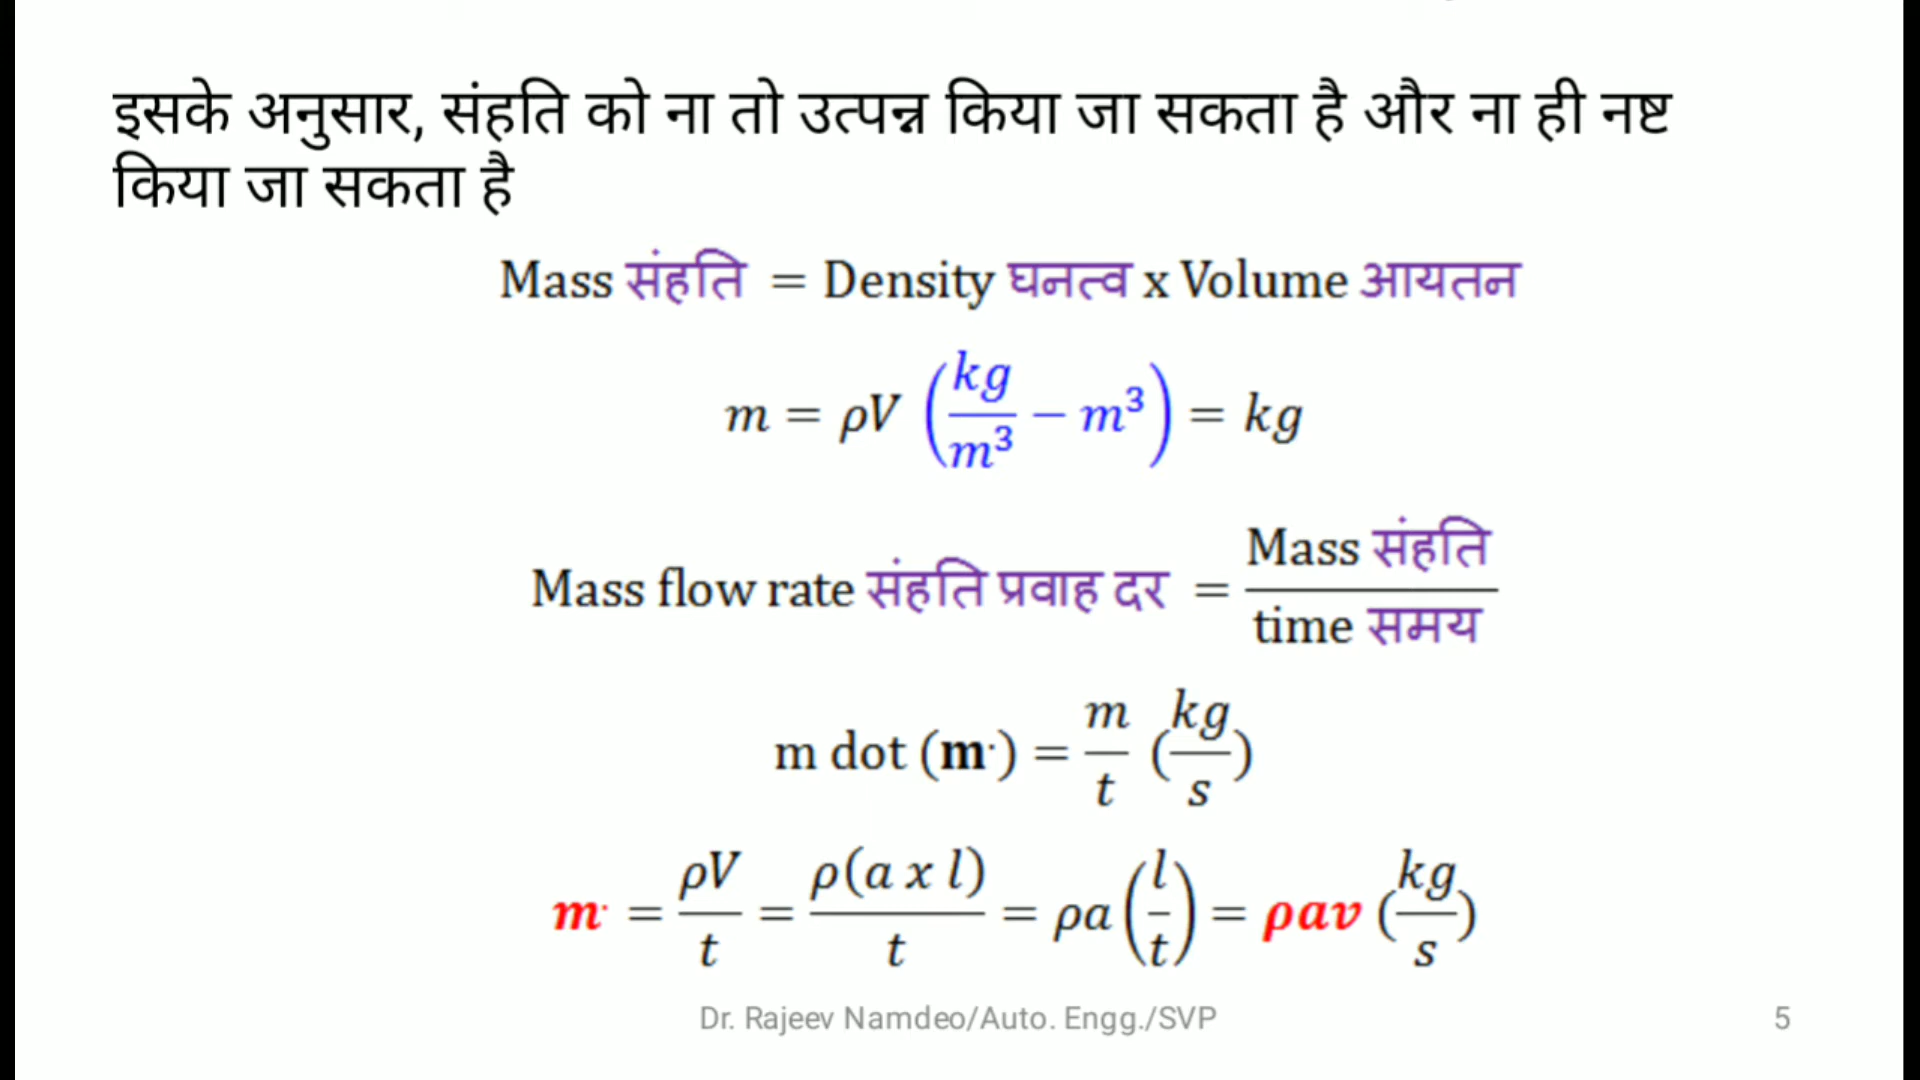 इसके अनुसार, संहति को ना तो उत्पन्न किया जा सकता है और ना ही नष्ट
किया जा सकता है
Mass संहति = Density घनत्व x Volume आयतन
m = ρV (kg/m³ − m³) = kg
Mass flow rate संहति प्रवाह दर = Mass संहति / time समय
m dot (m˙) = m/t (kg/s)
m˙ = ρV/t = ρ(a x l)/t = ρa(l/t) = ρav (kg/s)
Dr. Rajeev Namdeo/Auto. Engg./SVP 5